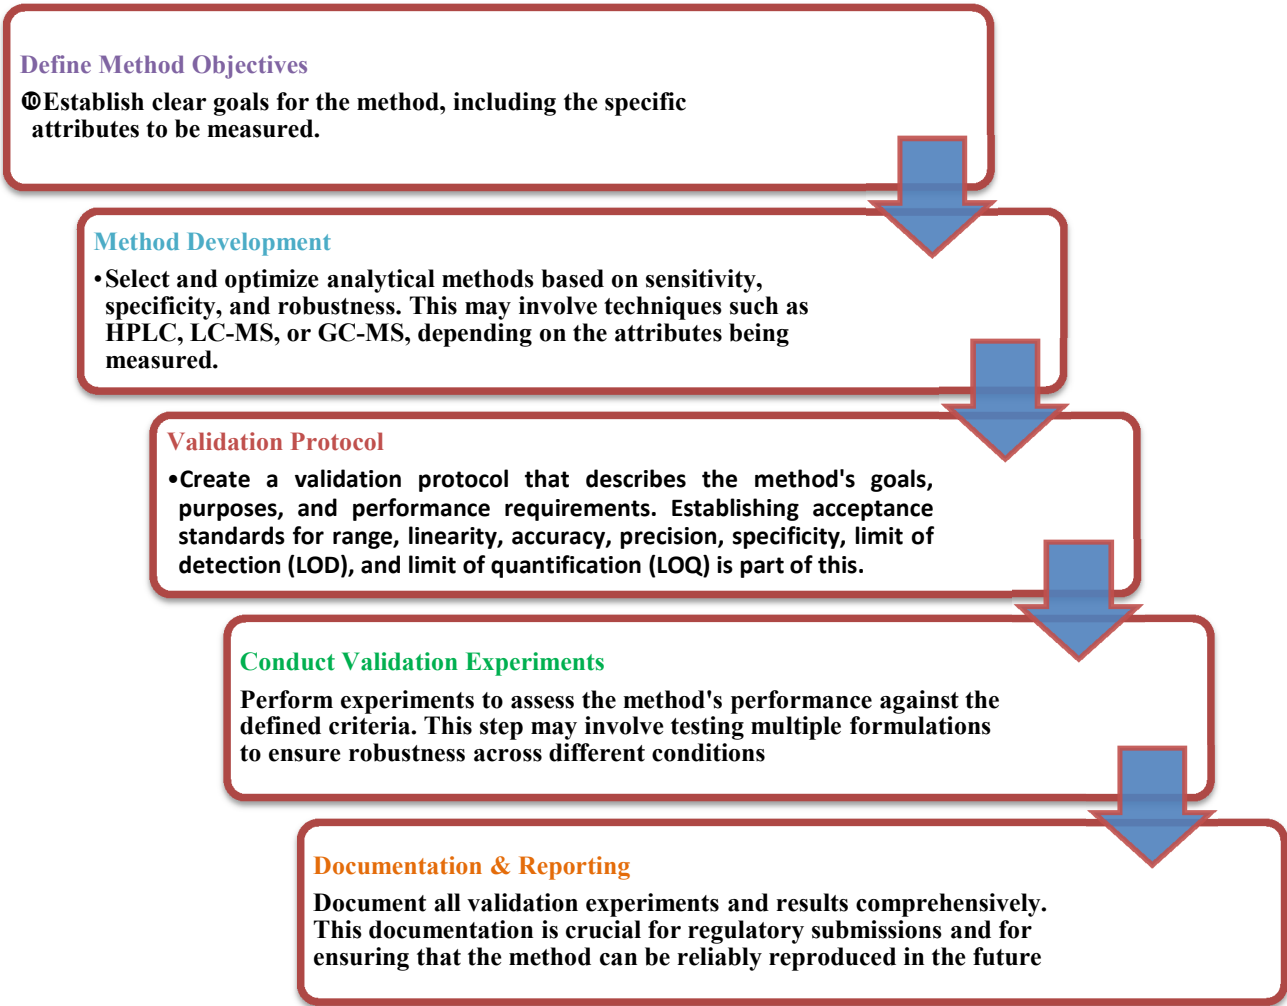 Define Method Objectives
❿Establish clear goals for the method, including the specific
attributes to be measured.
Method Development
•Select and optimize analytical methods based on sensitivity,
specificity, and robustness. This may involve techniques such as
HPLC, LC-MS, or GC-MS, depending on the attributes being
measured.
Validation Protocol
•Create a validation protocol that describes the method's goals,
purposes, and performance requirements. Establishing acceptance
standards for range, linearity, accuracy, precision, specificity, limit of
detection (LOD), and limit of quantification (LOQ) is part of this.
Conduct Validation Experiments
Perform experiments to assess the method's performance against the
defined criteria. This step may involve testing multiple formulations
to ensure robustness across different conditions
Documentation & Reporting
Document all validation experiments and results comprehensively.
This documentation is crucial for regulatory submissions and for
ensuring that the method can be reliably reproduced in the future